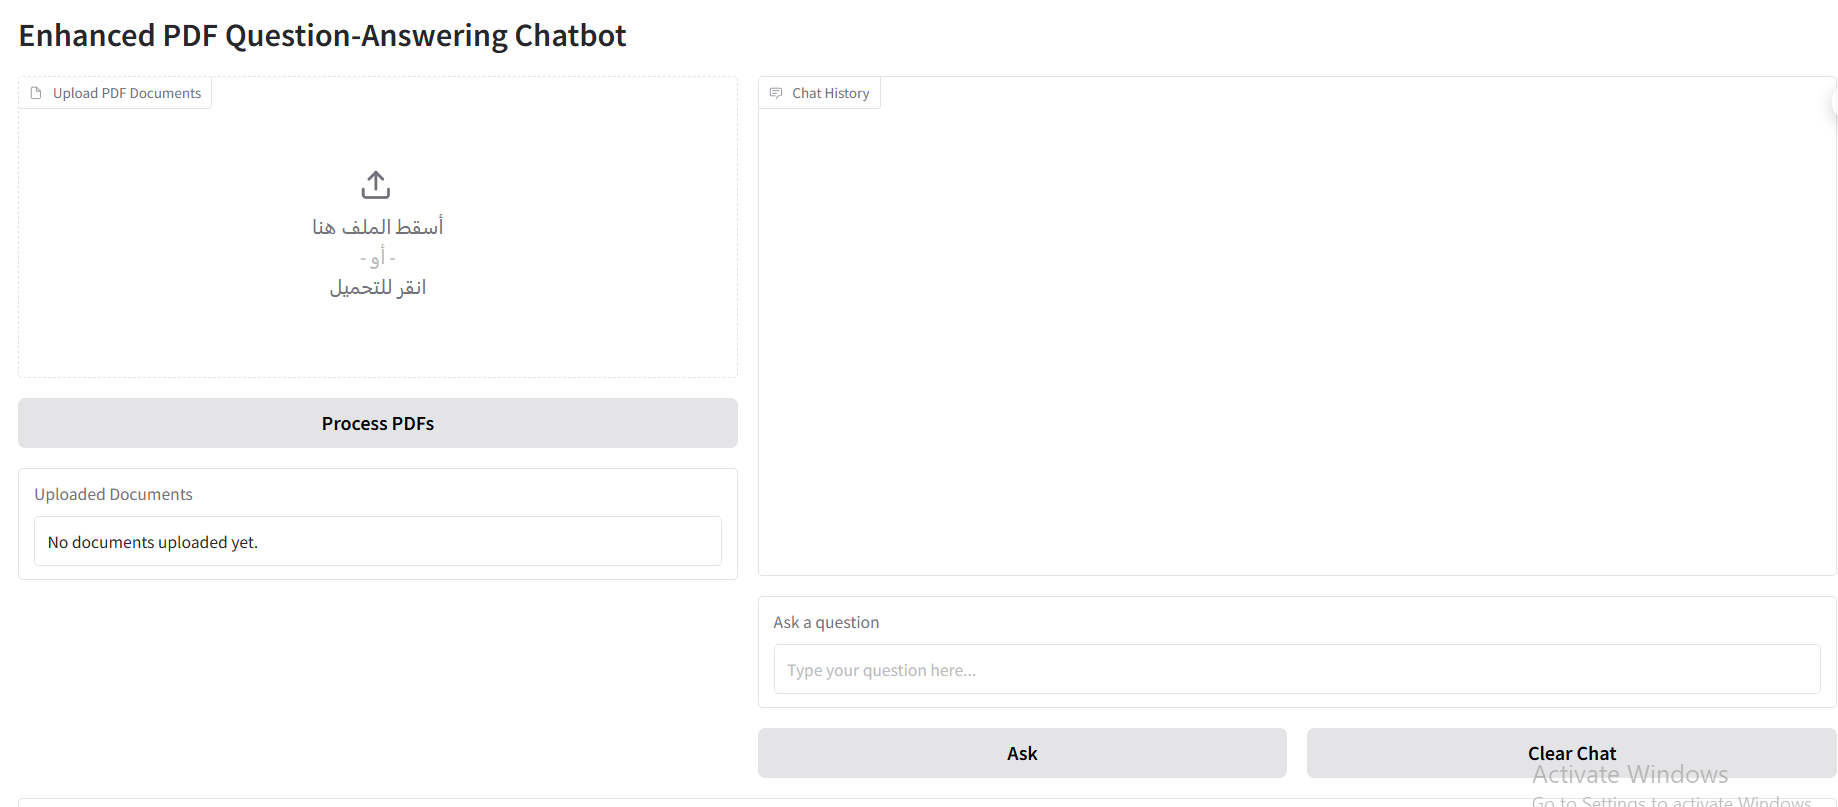 Enhanced PDF Question-Answering Chatbot
Upload PDF Documents
أسقط الملف هنا
- أو -
انقر للتحميل
Process PDFs
Uploaded Documents
No documents uploaded yet.
Chat History
Ask a question
Type your question here...
Ask
Clear Chat
Activate Windows
Go to Settings to activate Windows.